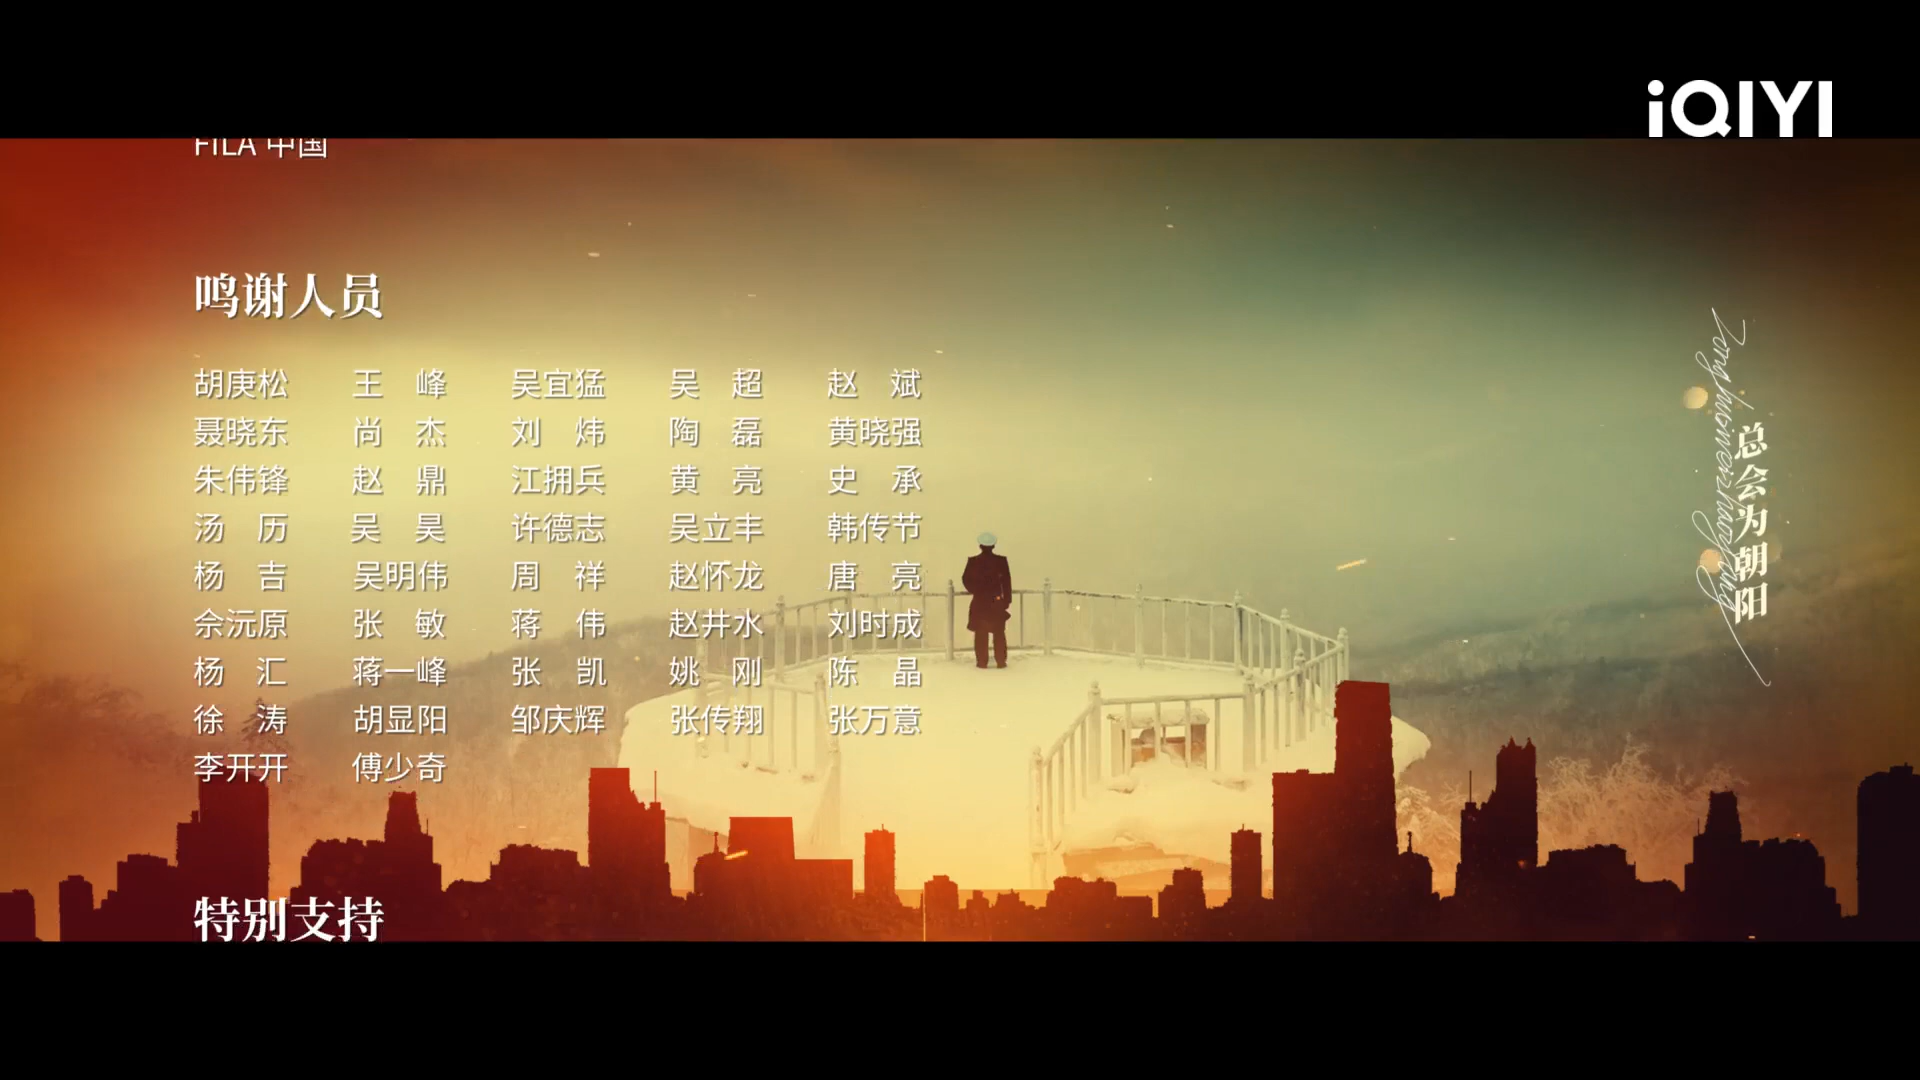 iQIYI
FILA 中国
鸣谢人员
胡庚松 王 峰 吴宜猛 吴 超 赵 斌
聂晓东 尚 杰 刘 炜 陶 磊 黄晓强
朱伟锋 赵 鼎 江拥兵 黄 亮 史 承
汤 历 吴 昊 许德志 吴立丰 韩传节
杨 吉 吴明伟 周 祥 赵怀龙 唐 亮
佘沅原 张 敏 蒋 伟 赵井水 刘时成
杨 汇 蒋一峰 张 凯 姚 刚 陈 晶
徐 涛 胡显阳 邹庆辉 张传翔 张万意
李开开 傅少奇
特别支持
Zonghuiweizhaoyang
总会为朝阳